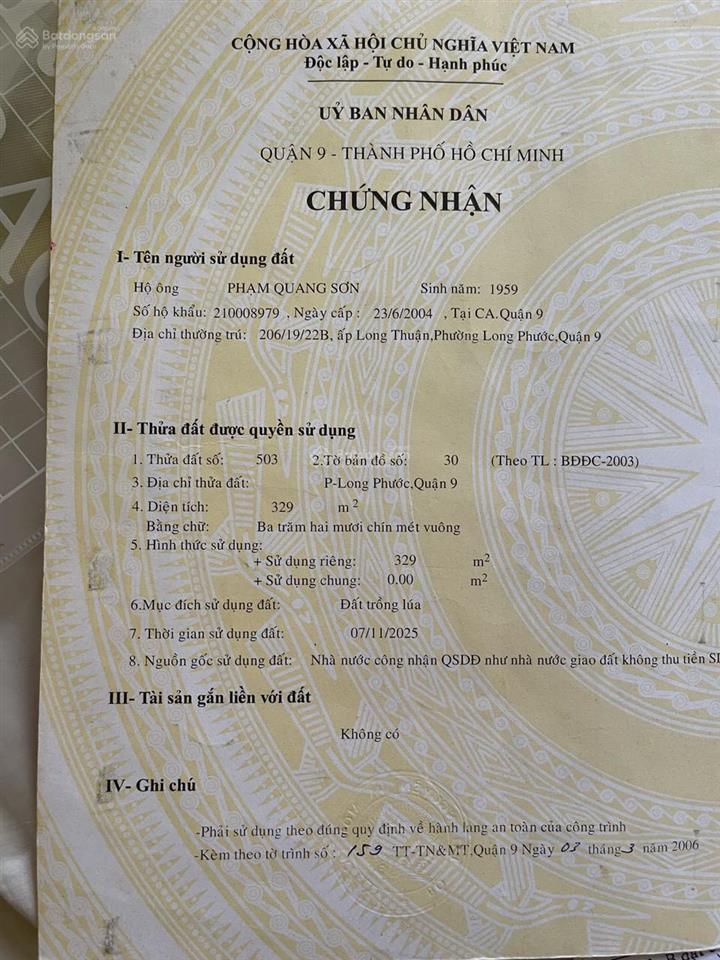 Batdongsan
by PropertyGuru
CỘNG HÒA XÃ HỘI CHỦ NGHĨA VIỆT NAM
Độc lập - Tự do - Hạnh phúc
UỶ BAN NHÂN DÂN
QUẬN 9 - THÀNH PHỐ HỒ CHÍ MINH
CHỨNG NHẬN
I- Tên người sử dụng đất
Hộ ông PHẠM QUANG SƠN Sinh năm: 1959
Số hộ khẩu: 210008979 , Ngày cấp : 23/6/2004 , Tại CA.Quận 9
Địa chỉ thường trú: 206/19/22B, ấp Long Thuận,Phường Long Phước,Quận 9
II- Thửa đất được quyền sử dụng
1. Thửa đất số: 503 2.Tờ bản đồ số: 30 (Theo TL : BĐĐC-2003)
3. Địa chỉ thửa đất: P-Long Phước,Quận 9
4. Diện tích: 329 m2
Bằng chữ: Ba trăm hai mươi chín mét vuông
5. Hình thức sử dụng:
+ Sử dụng riêng: 329 m2
+ Sử dụng chung: 0.00 m2
6.Mục đích sử dụng đất: Đất trồng lúa
7. Thời gian sử dụng đất: 07/11/2025
8. Nguồn gốc sử dụng đất: Nhà nước công nhận QSDĐ như nhà nước giao đất không thu tiền
III- Tài sản gắn liền với đất
Không có
IV- Ghi chú
-Phải sử dụng theo đúng quy định về hành lang an toàn của công trình
-Kèm theo tờ trình số : 159 TT-TN&MT,Quận 9 Ngày 03 tháng 3 năm 2006